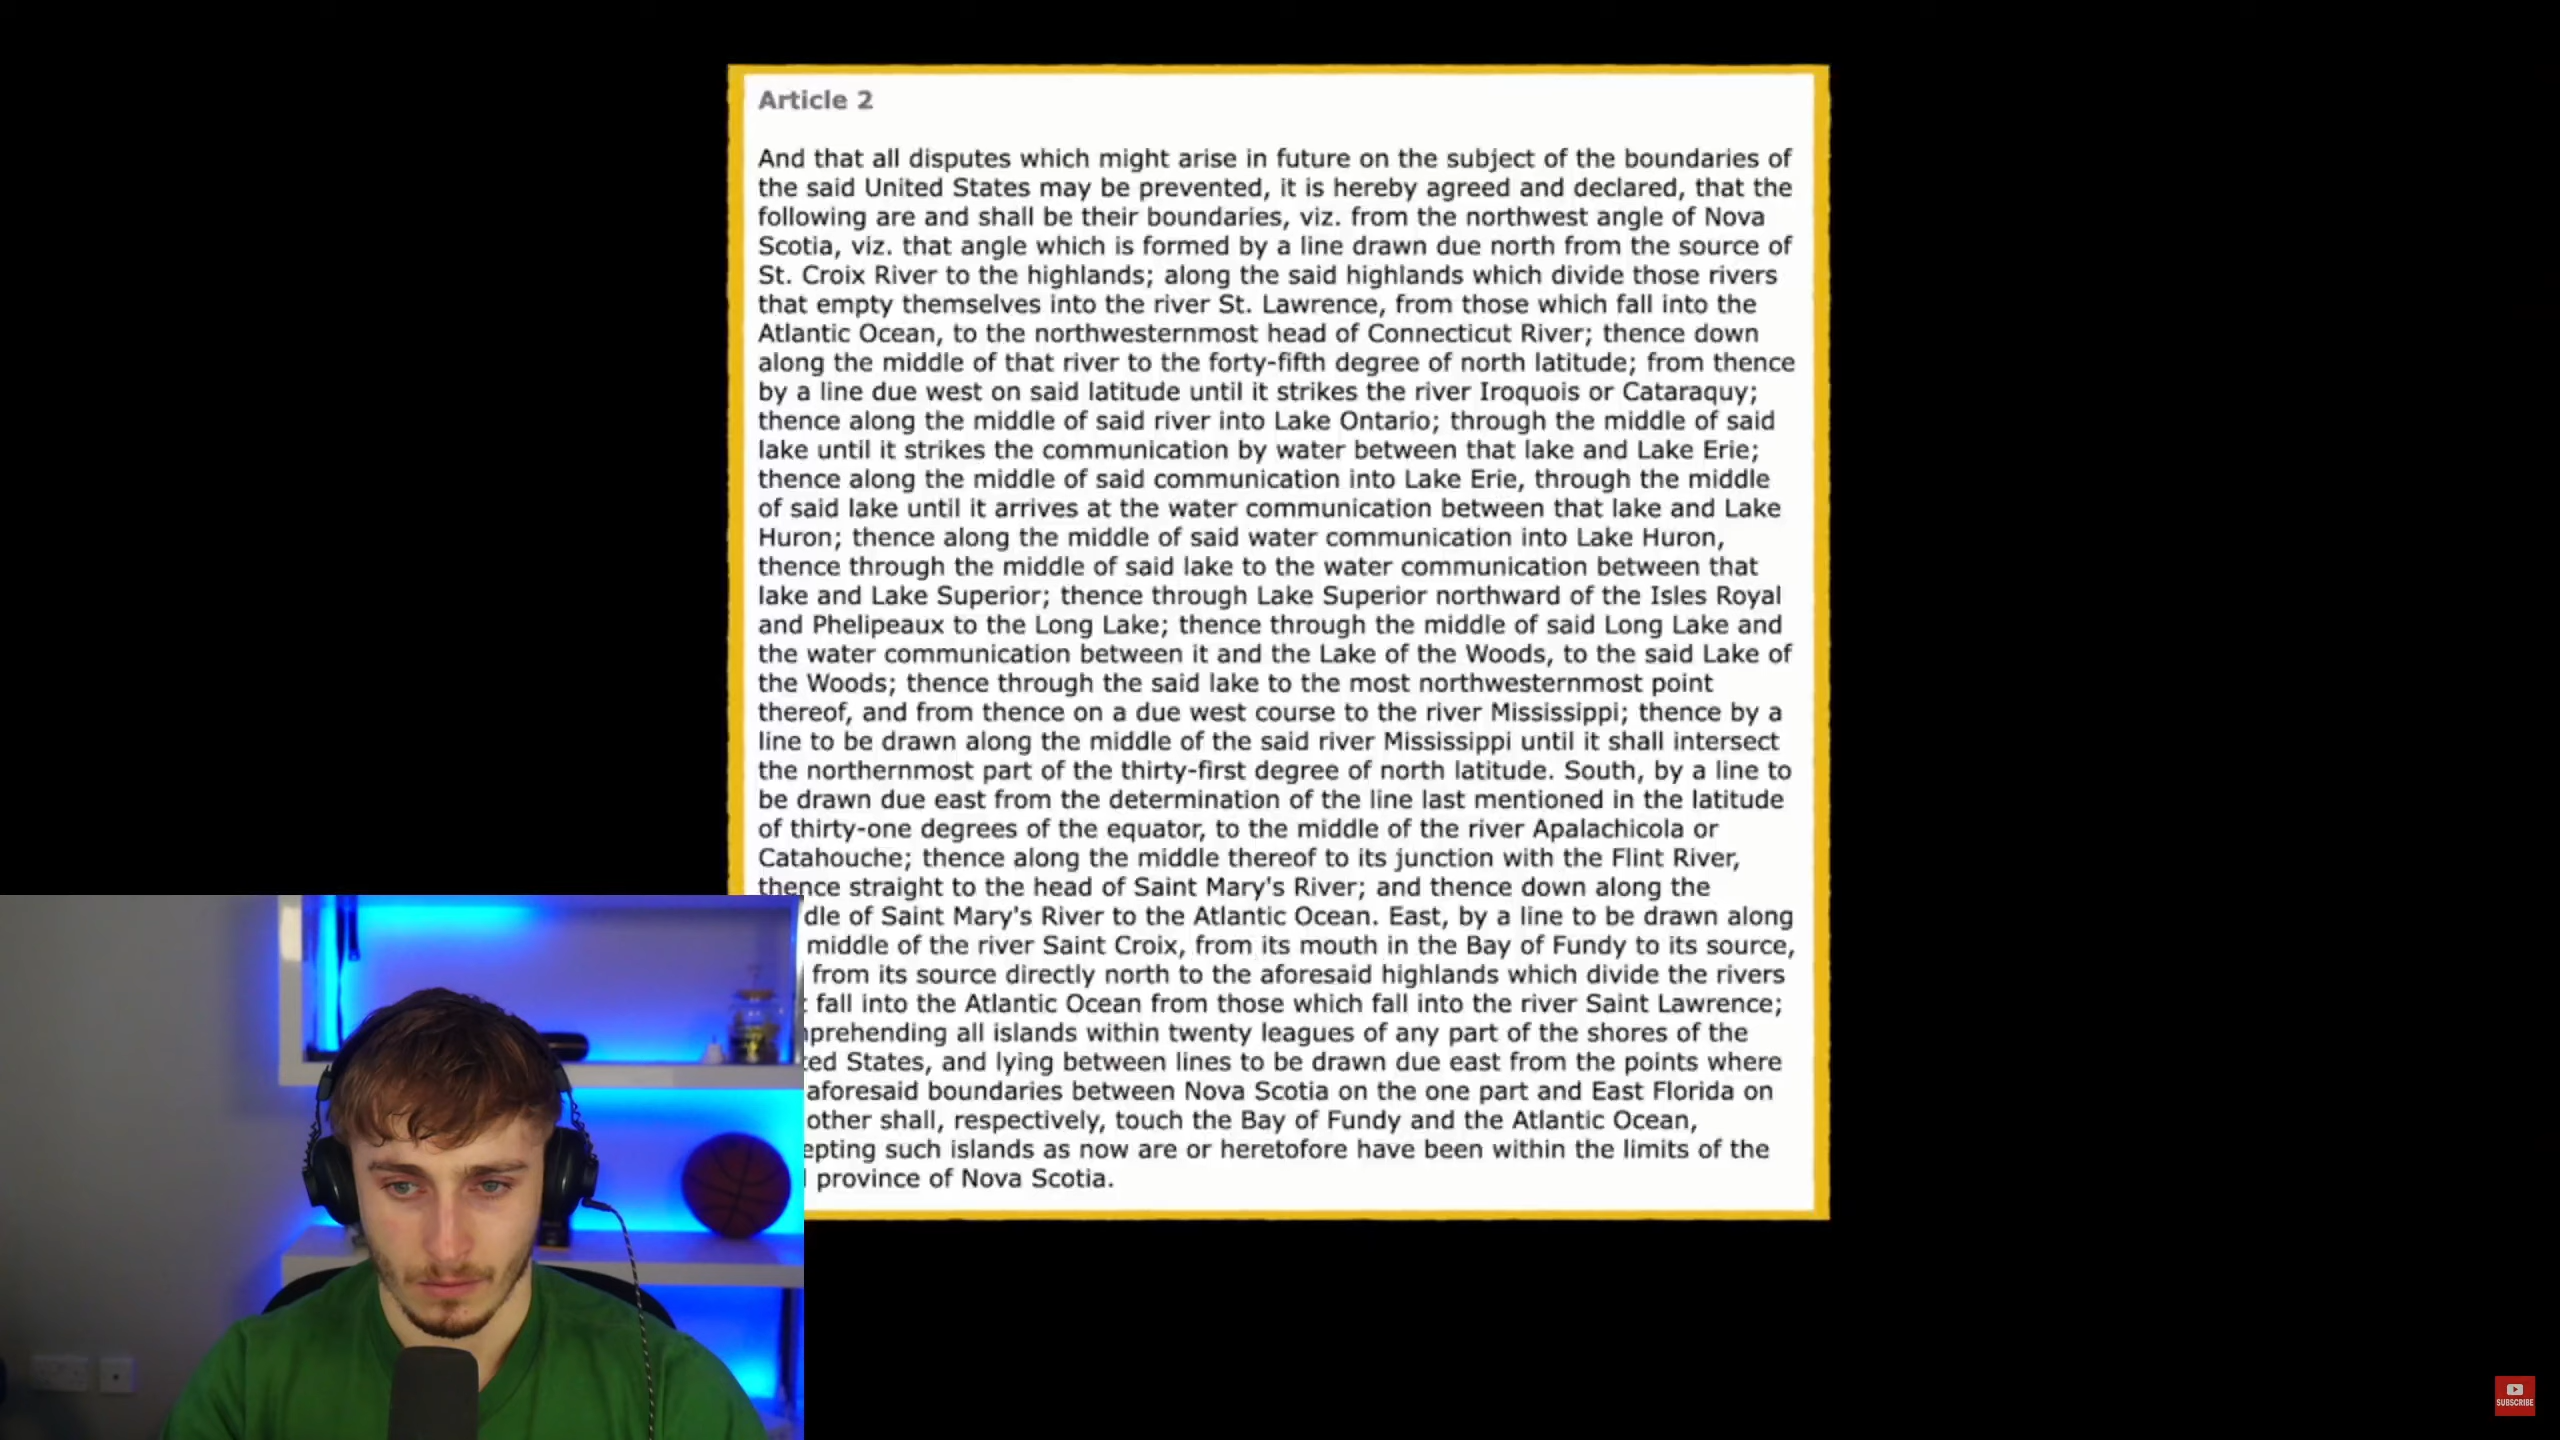 Article 2
And that all disputes which might arise in future on the subject of the boundaries of
the said United States may be prevented, it is hereby agreed and declared, that the
following are and shall be their boundaries, viz. from the northwest angle of Nova
Scotia, viz. that angle which is formed by a line drawn due north from the source of
St. Croix River to the highlands; along the said highlands which divide those rivers
that empty themselves into the river St. Lawrence, from those which fall into the
Atlantic Ocean, to the northwesternmost head of Connecticut River; thence down
along the middle of that river to the forty-fifth degree of north latitude; from thence
by a line due west on said latitude until it strikes the river Iroquois or Cataraquy;
thence along the middle of said river into Lake Ontario; through the middle of said
lake until it strikes the communication by water between that lake and Lake Erie;
thence along the middle of said communication into Lake Erie, through the middle
of said lake until it arrives at the water communication between that lake and Lake
Huron; thence along the middle of said water communication into Lake Huron,
thence through the middle of said lake to the water communication between that
lake and Lake Superior; thence through Lake Superior northward of the Isles Royal
and Phelipeaux to the Long Lake; thence through the middle of said Long Lake and
the water communication between it and the Lake of the Woods, to the said Lake of
the Woods; thence through the said lake to the most northwesternmost point
thereof, and from thence on a due west course to the river Mississippi; thence by a
line to be drawn along the middle of the said river Mississippi until it shall intersect
the northernmost part of the thirty-first degree of north latitude. South, by a line to
be drawn due east from the determination of the line last mentioned in the latitude
of thirty-one degrees of the equator, to the middle of the river Apalachicola or
Catahouche; thence along the middle thereof to its junction with the Flint River,
thence straight to the head of Saint Mary's River; and thence down along the
dle of Saint Mary's River to the Atlantic Ocean. East, by a line to be drawn along
middle of the river Saint Croix, from its mouth in the Bay of Fundy to its source,
from its source directly north to the aforesaid highlands which divide the rivers
fall into the Atlantic Ocean from those which fall into the river Saint Lawrence;
prehending all islands within twenty leagues of any part of the shores of the
ed States, and lying between lines to be drawn due east from the points where
aforesaid boundaries between Nova Scotia on the one part and East Florida on
other shall, respectively, touch the Bay of Fundy and the Atlantic Ocean,
epting such islands as now are or heretofore have been within the limits of the
province of Nova Scotia.
SUBSCRIBE